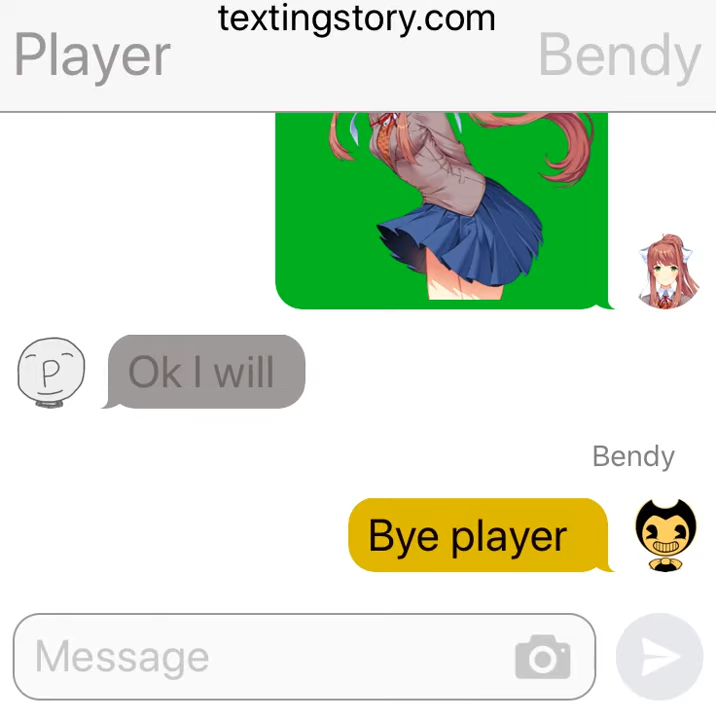 textingstory.com
Player
Bendy
P
Ok I will
Bendy
Bye player
Message